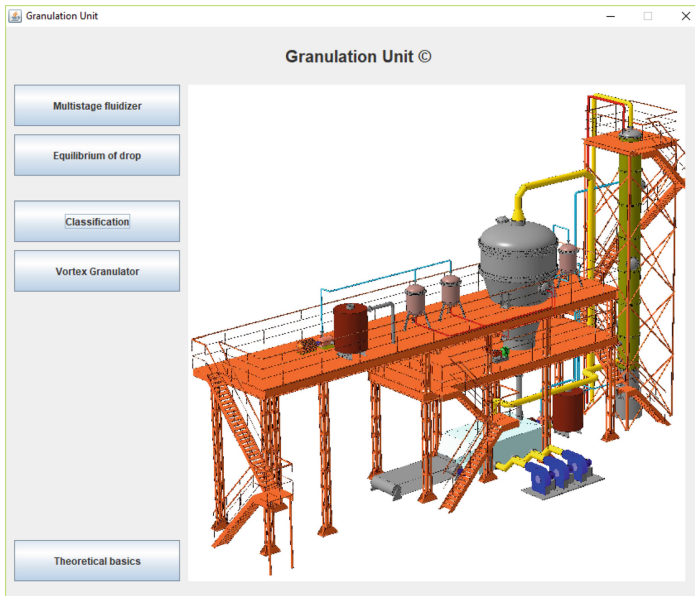 Granulation Unit
Granulation Unit ©
Multistage fluidizer
Equilibrium of drop
Classification
Vortex Granulator
Theoretical basics